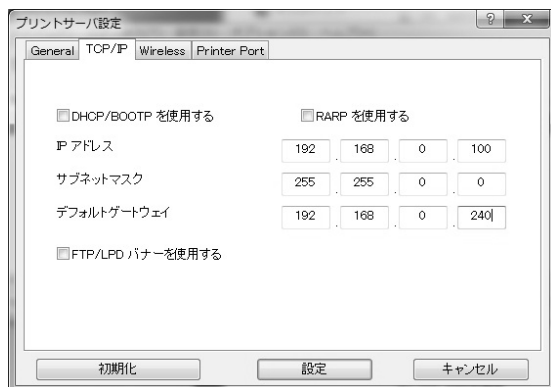 プリントサーバ設定
General TCP/IP Wireless Printer Port
DHCP/BOOTP を使用する RARP を使用する
IP アドレス 192 . 168 . 0 . 100
サブネットマスク 255 . 255 . 0 . 0
デフォルトゲートウェイ 192 . 168 . 0 . 240
FTP/LPD バナーを使用する
初期化 設定 キャンセル